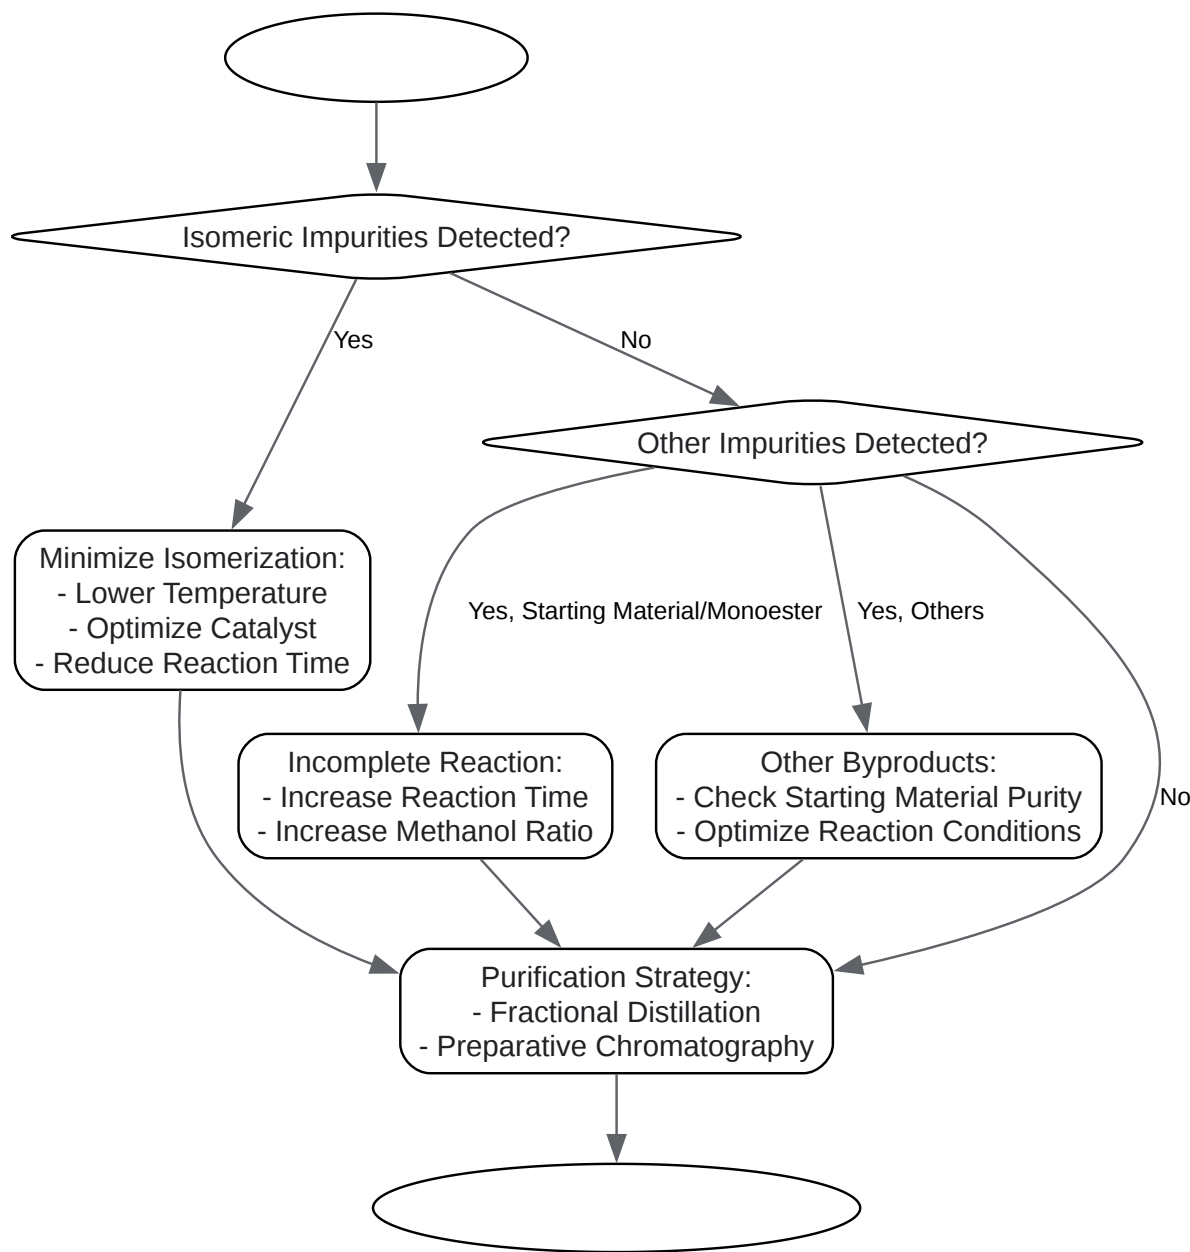 Isomeric Impurities Detected?
Yes
No
Other Impurities Detected?
Minimize Isomerization:
- Lower Temperature
- Optimize Catalyst
- Reduce Reaction Time
Yes, Starting Material/Monoester
Yes, Others
Incomplete Reaction:
- Increase Reaction Time
- Increase Methanol Ratio
Other Byproducts:
- Check Starting Material Purity
- Optimize Reaction Conditions
No
Purification Strategy:
- Fractional Distillation
- Preparative Chromatography